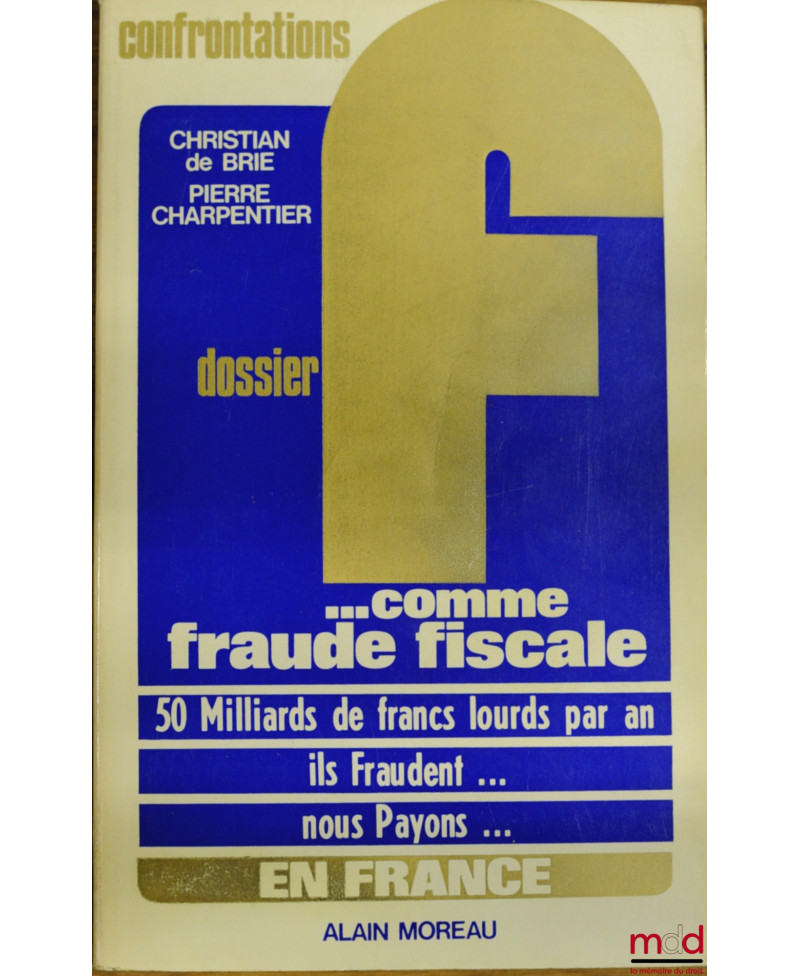 confrontations
CHRISTIAN
de BRIE
PIERRE
CHARPENTIER
dossier
f
...comme
fraude fiscale
50 Milliards de francs lourds par an
ils Fraudent ...
nous Payons ...
EN FRANCE
ALAIN MOREAU
mdd
la mémoire du droit